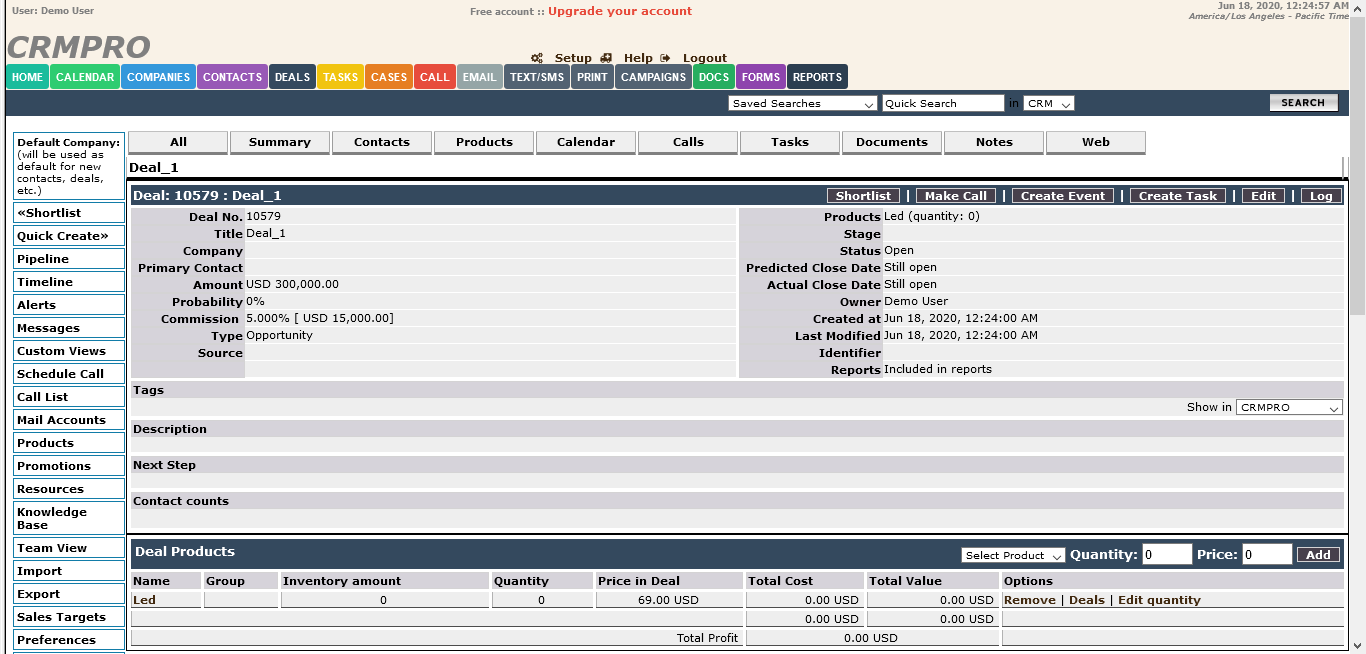 User: Demo User
Free account :: Upgrade your account
Jun 18, 2020, 12:24:57 AM
America/Los Angeles - Pacific Time
CRMPRO
Setup Help Logout
HOME CALENDAR COMPANIES CONTACTS DEALS TASKS CASES CALL EMAIL TEXT/SMS PRINT CAMPAIGNS DOCS FORMS REPORTS
Saved Searches Quick Search in CRM SEARCH
Default Company:
(will be used as
default for new
contacts, deals,
etc.)
«Shortlist
Quick Create»
Pipeline
Timeline
Alerts
Messages
Custom Views
Schedule Call
Call List
Mail Accounts
Products
Promotions
Resources
Knowledge
Base
Team View
Import
Export
Sales Targets
Preferences
All Summary Contacts Products Calendar Calls Tasks Documents Notes Web
Deal_1
Deal: 10579 : Deal_1 Shortlist | Make Call | Create Event | Create Task | Edit | Log
Deal No. 10579
Title Deal_1
Company
Primary Contact
Amount USD 300,000.00
Probability 0%
Commission 5.000% [ USD 15,000.00]
Type Opportunity
Source
Products Led (quantity: 0)
Stage
Status Open
Predicted Close Date Still open
Actual Close Date Still open
Owner Demo User
Created at Jun 18, 2020, 12:24:00 AM
Last Modified Jun 18, 2020, 12:24:00 AM
Identifier
Reports Included in reports
Tags
Show in CRMPRO
Description
Next Step
Contact counts
Deal Products Select Product Quantity: 0 Price: 0 Add
Name Group Inventory amount Quantity Price in Deal Total Cost Total Value Options
Led 0 0 69.00 USD 0.00 USD 0.00 USD Remove | Deals | Edit quantity
0.00 USD 0.00 USD
Total Profit 0.00 USD